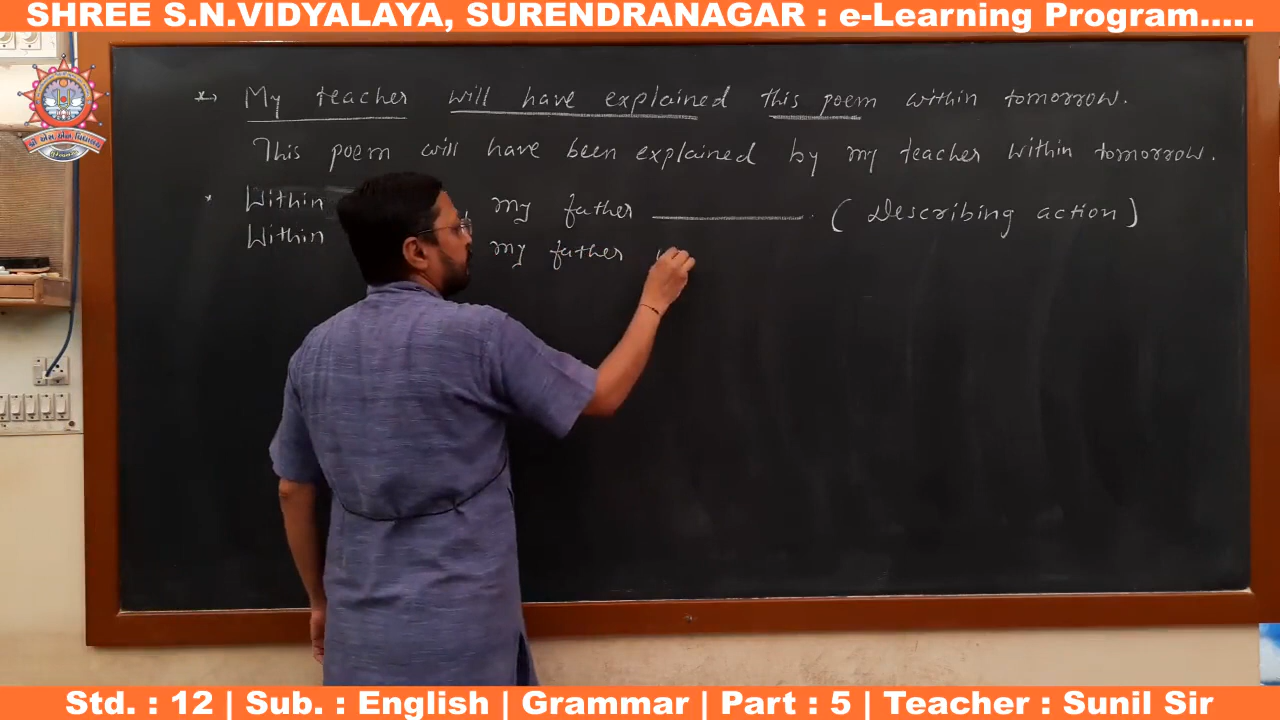 SHREE S.N.VIDYALAYA, SURENDRANAGAR : e-Learning Program.....
My teacher will have explained this poem within tomorrow.
This poem will have been explained by my teacher within tomorrow.
Within my father ________. (Describing action)
Within my father
Std. : 12 | Sub. : English | Grammar | Part : 5 | Teacher : Sunil Sir